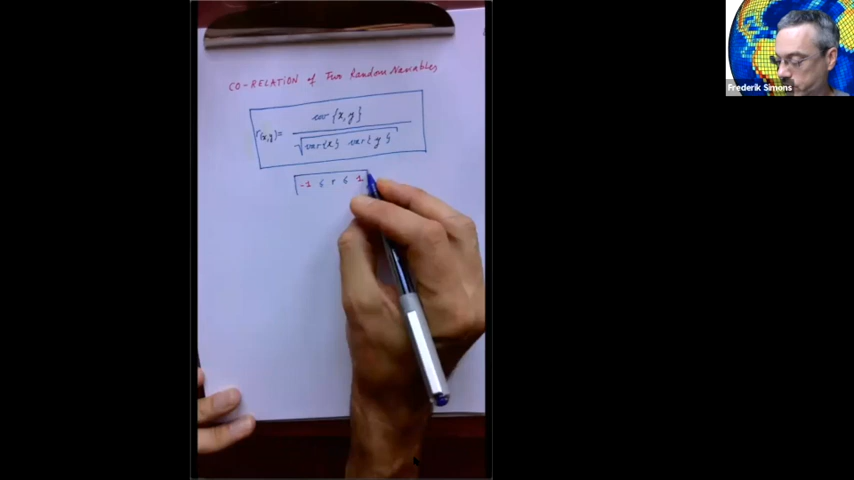 CO-RELATION of Two Random Variables
r(x,y) = cov {x,y}
√ var{x} var{y}
-1 ≤ r ≤ 1
Frederik Simons